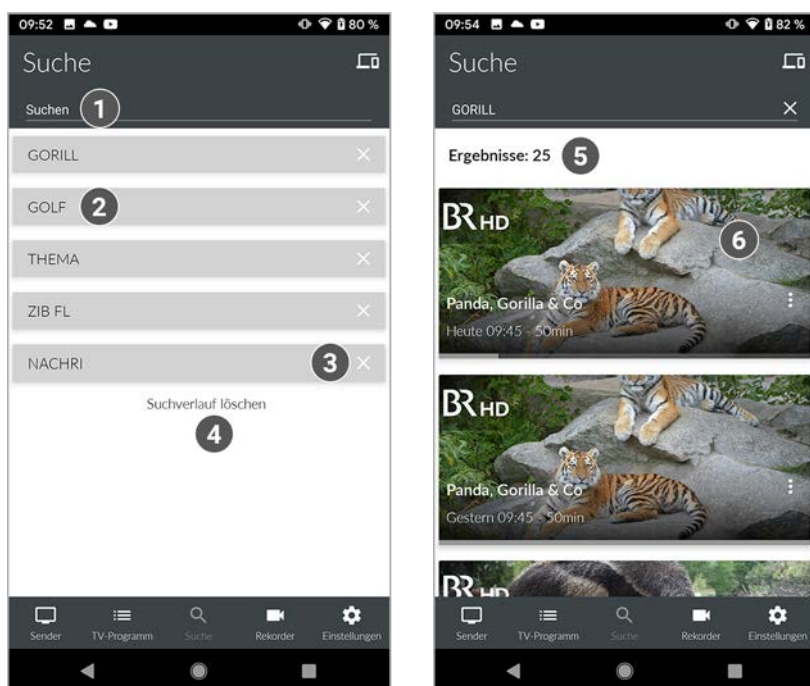 09:52
80 %
Suche
Suchen
1
GORILL
GOLF
2
THEMA
ZIB FL
NACHRI
3
Suchverlauf löschen
4
Sender
TV-Programm
Suche
Rekorder
Einstellungen
09:54
82 %
Suche
GORILL
Ergebnisse: 25
5
BR HD
6
Panda, Gorilla & Co
Heute 09:45 - 50min
BR HD
Panda, Gorilla & Co
Gestern 09:45 - 50min
BR HD
Sender
TV-Programm
Suche
Rekorder
Einstellungen